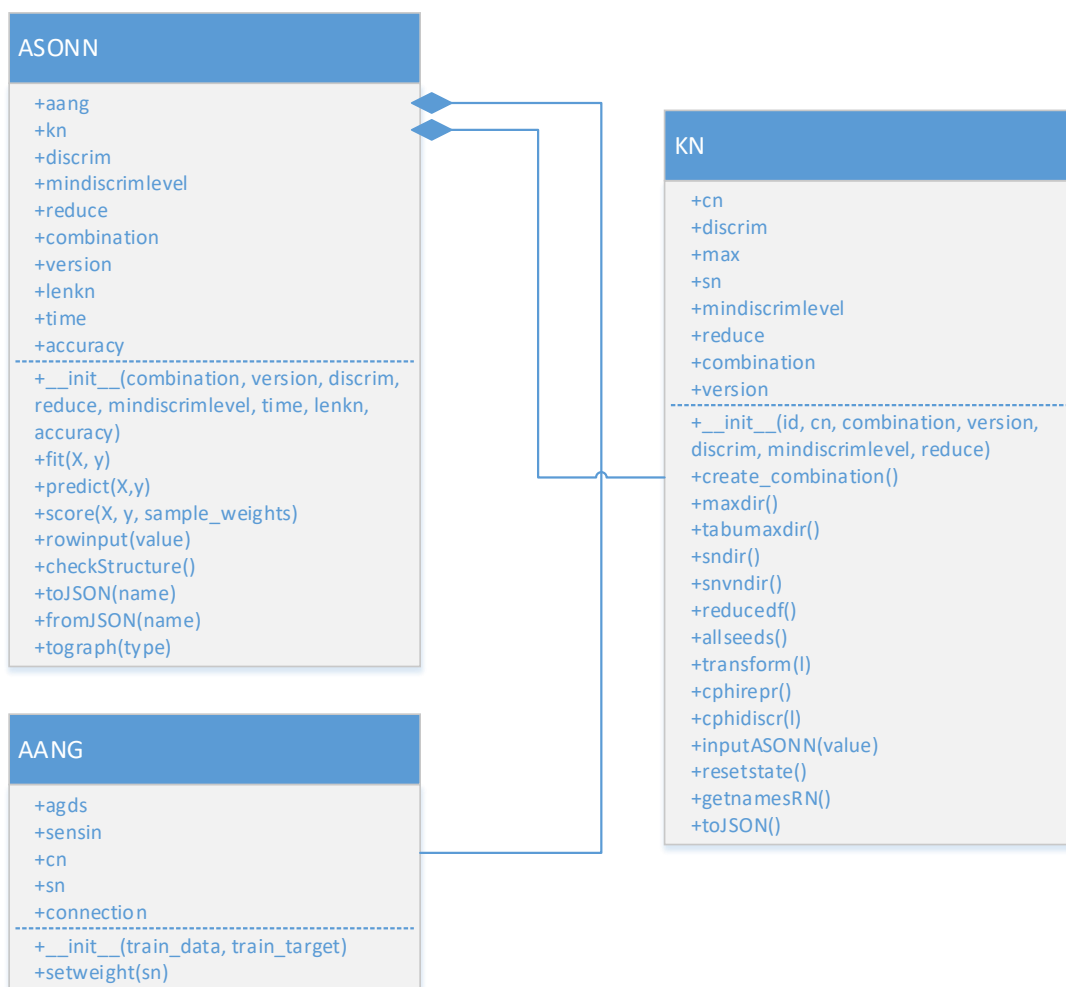 ASONN
+aang
+kn
+discrim
+mindiscrimlevel
+reduce
+combination
+version
+lenkn
+time
+accuracy
+__init__(combination, version, discrim,
reduce, mindiscrimlevel, time, lenkn,
accuracy)
+fit(X, y)
+predict(X,y)
+score(X, y, sample_weights)
+rowinput(value)
+checkStructure()
+toJSON(name)
+fromJSON(name)
+tograph(type)
AANG
+agds
+sensin
+cn
+sn
+connection
+__init__(train_data, train_target)
+setweight(sn)
KN
+cn
+discrim
+max
+sn
+mindiscrimlevel
+reduce
+combination
+version
+__init__(id, cn, combination, version,
discrim, mindiscrimlevel, reduce)
+create_combination()
+maxdir()
+tabumaxdir()
+sndir()
+snvndir()
+reducedf()
+allseeds()
+transform(l)
+cphirepr()
+cphidiscr(l)
+inputASONN(value)
+resetstate()
+getnamesRN()
+toJSON()